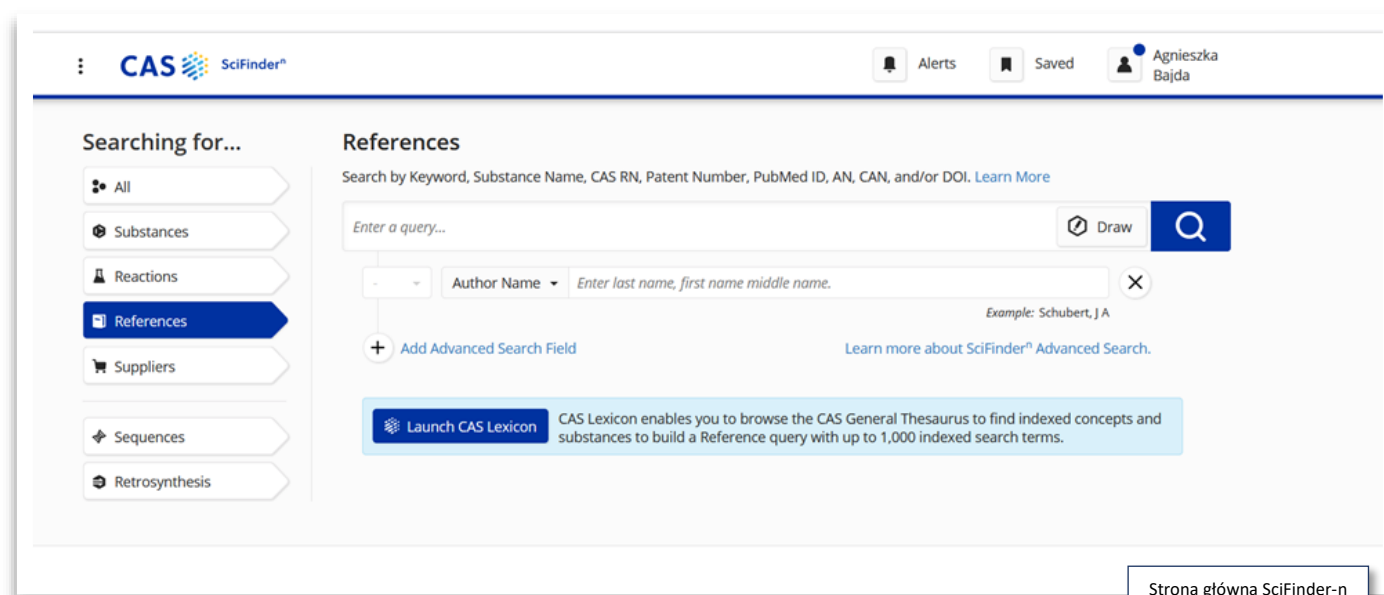 CAS SciFinderⁿ
Alerts
Saved
Agnieszka
Bajda
Searching for...
All
Substances
Reactions
References
Suppliers
Sequences
Retrosynthesis
References
Search by Keyword, Substance Name, CAS RN, Patent Number, PubMed ID, AN, CAN, and/or DOI. Learn More
Enter a query...
Draw
- Author Name Enter last name, first name middle name.
Example: Schubert, J A
Add Advanced Search Field
Learn more about SciFinderⁿ Advanced Search.
Launch CAS Lexicon
CAS Lexicon enables you to browse the CAS General Thesaurus to find indexed concepts and
substances to build a Reference query with up to 1,000 indexed search terms.
Strona główna SciFinder-n